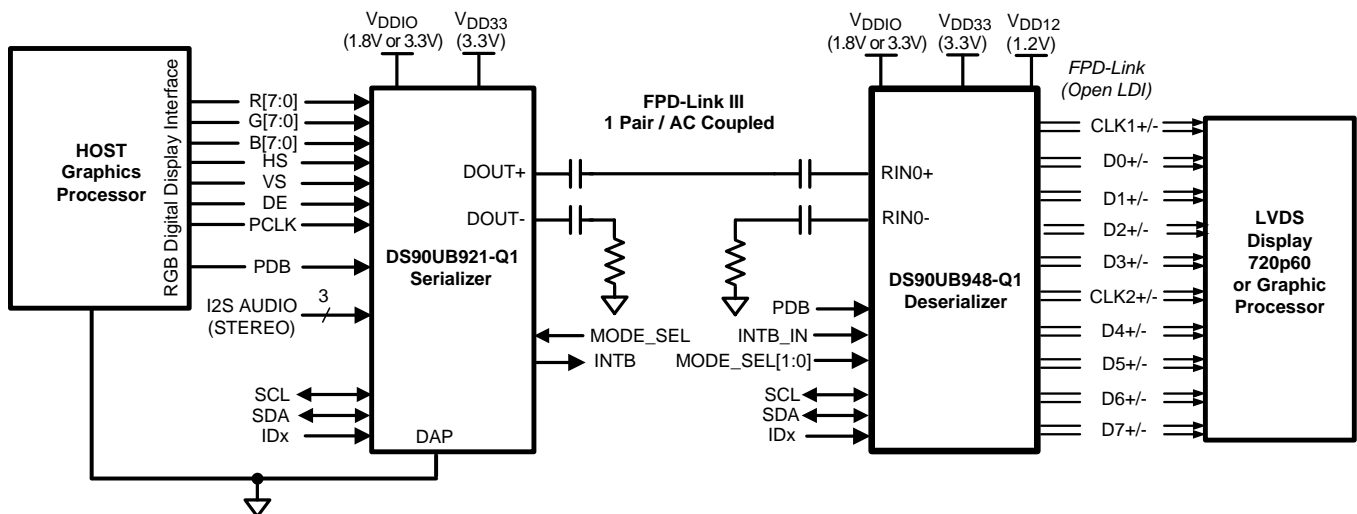 VDDIO
(1.8V or 3.3V)
VDD33
(3.3V)
VDDIO
(1.8V or 3.3V)
VDD33
(3.3V)
VDD12
(1.2V)
HOST
Graphics
Processor
RGB Digital Display Interface
R[7:0]
G[7:0]
B[7:0]
HS
VS
DE
PCLK
PDB
I2S AUDIO
(STEREO)
3
SCL
SDA
IDx
DOUT+
DOUT-
DS90UB921-Q1
Serializer
DAP
FPD-Link III
1 Pair / AC Coupled
MODE_SEL
INTB
PDB
INTB_IN
MODE_SEL[1:0]
SCL
SDA
IDx
RIN0+
RIN0-
DS90UB948-Q1
Deserializer
FPD-Link
(Open LDI)
CLK1+/-
D0+/-
D1+/-
D2+/-
D3+/-
CLK2+/-
D4+/-
D5+/-
D6+/-
D7+/-
LVDS
Display
720p60
or Graphic
Processor